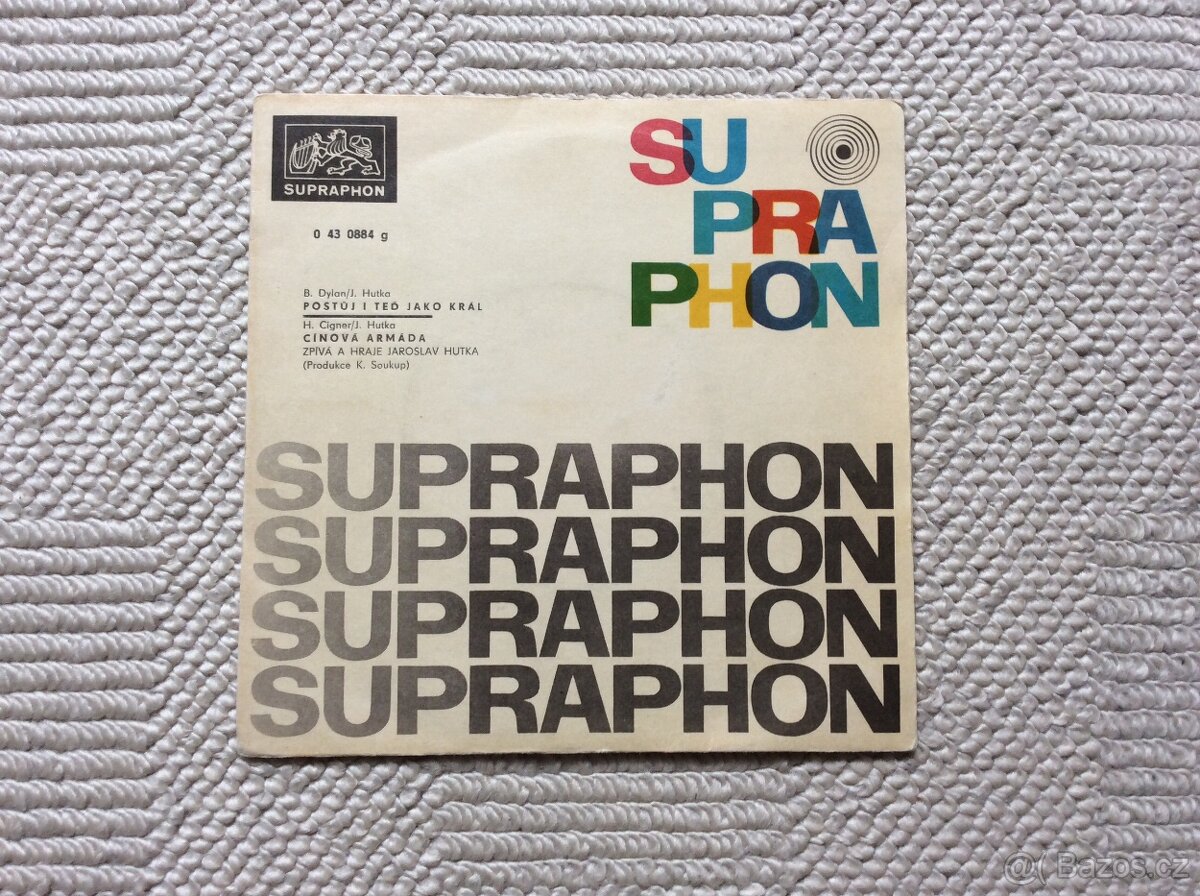 SUPRAPHON
0 43 0884 g
B. Dylan/J. Hutka
POSTŮJ I TEĎ JAKO KRÁL
H. Cigner/J. Hutka
CÍNOVÁ ARMÁDA
ZPÍVÁ A HRAJE JAROSLAV HUTKA
(Produkce K. Soukup)
SU
PRA
PHON
SUPRAPHON
SUPRAPHON
SUPRAPHON
SUPRAPHON
@( Bazos.cz